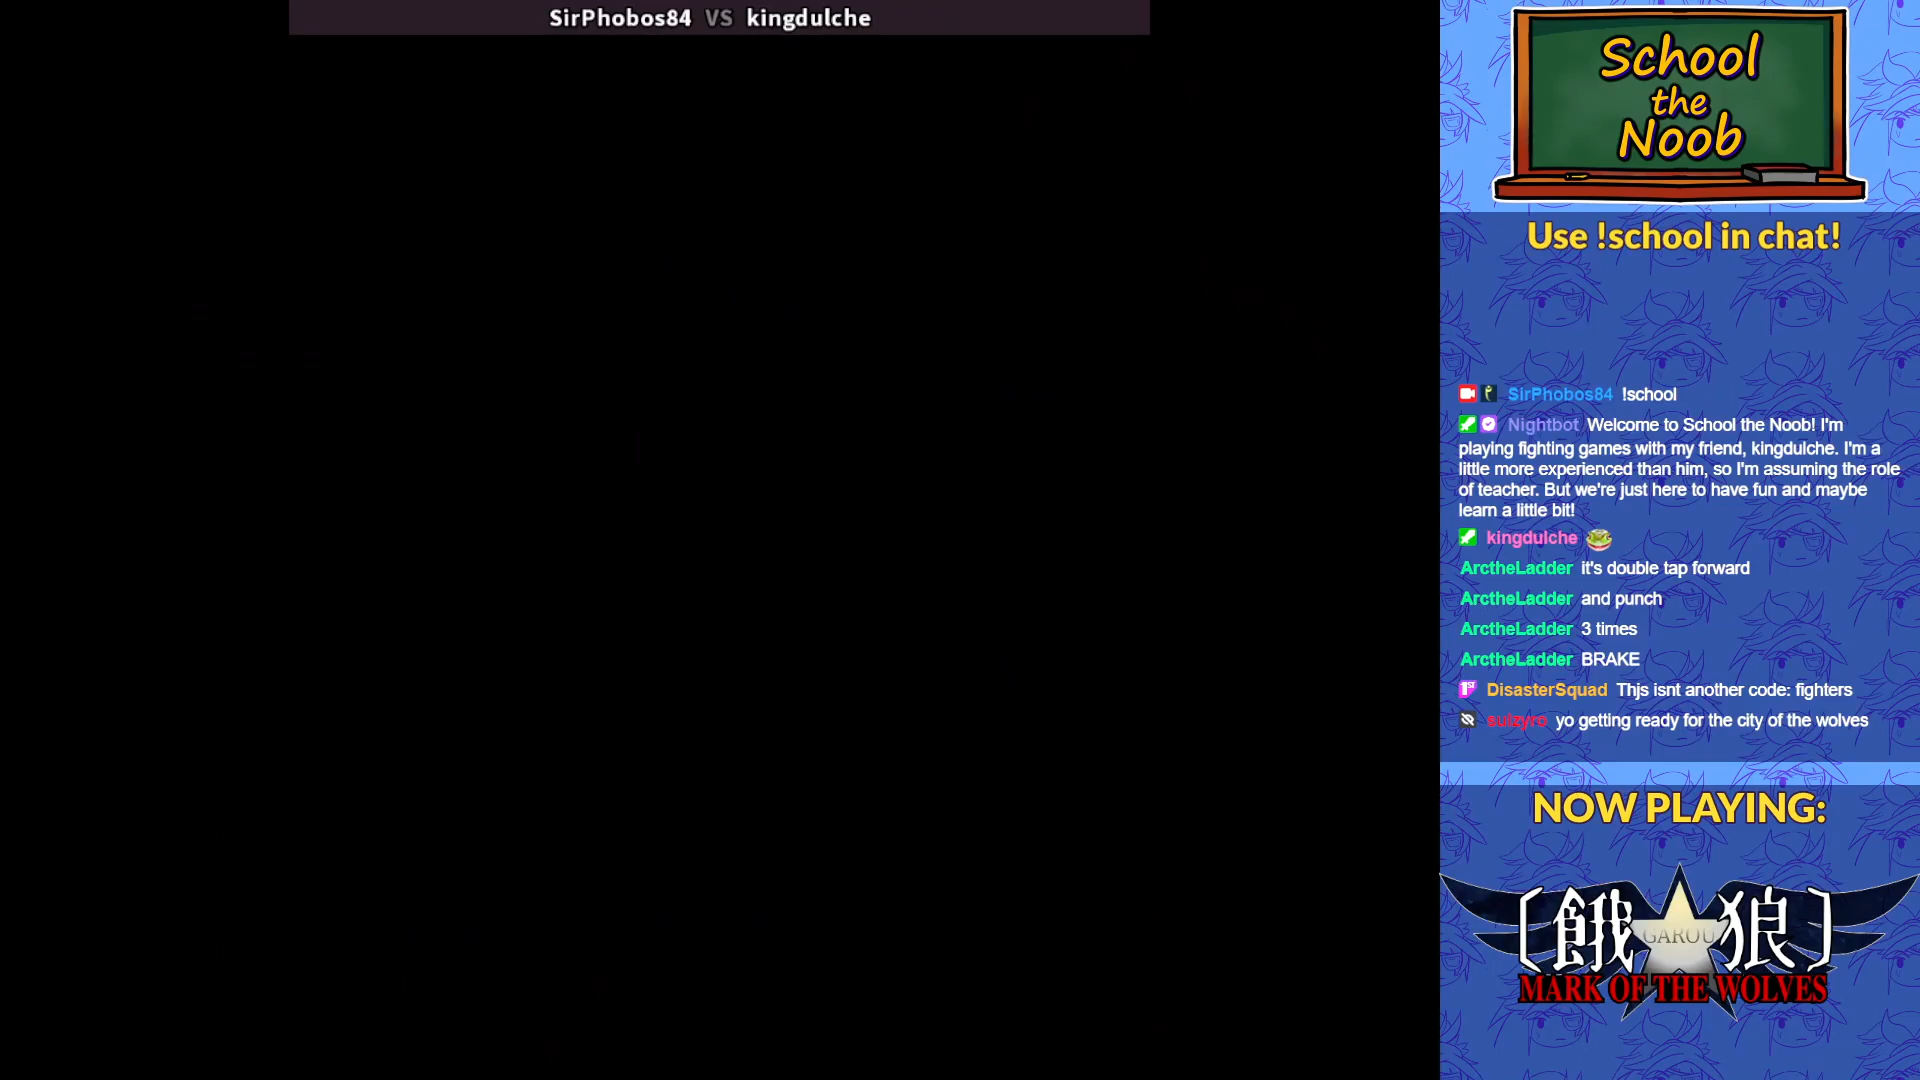 SirPhobos84 VS kingdulche
School
the
Noob
Use !school in chat!
SirPhobos84 !school
Nightbot Welcome to School the Noob! I'm
playing fighting games with my friend, kingdulche. I'm a
little more experienced than him, so I'm assuming the role
of teacher. But we're just here to have fun and maybe
learn a little bit!
kingdulche
ArctheLadder it's double tap forward
ArctheLadder and punch
ArctheLadder 3 times
ArctheLadder BRAKE
1ST DisasterSquad Thjs isnt another code: fighters
suizyro yo getting ready for the city of the wolves
NOW PLAYING:
餓狼
GAROU
MARK OF THE WOLVES